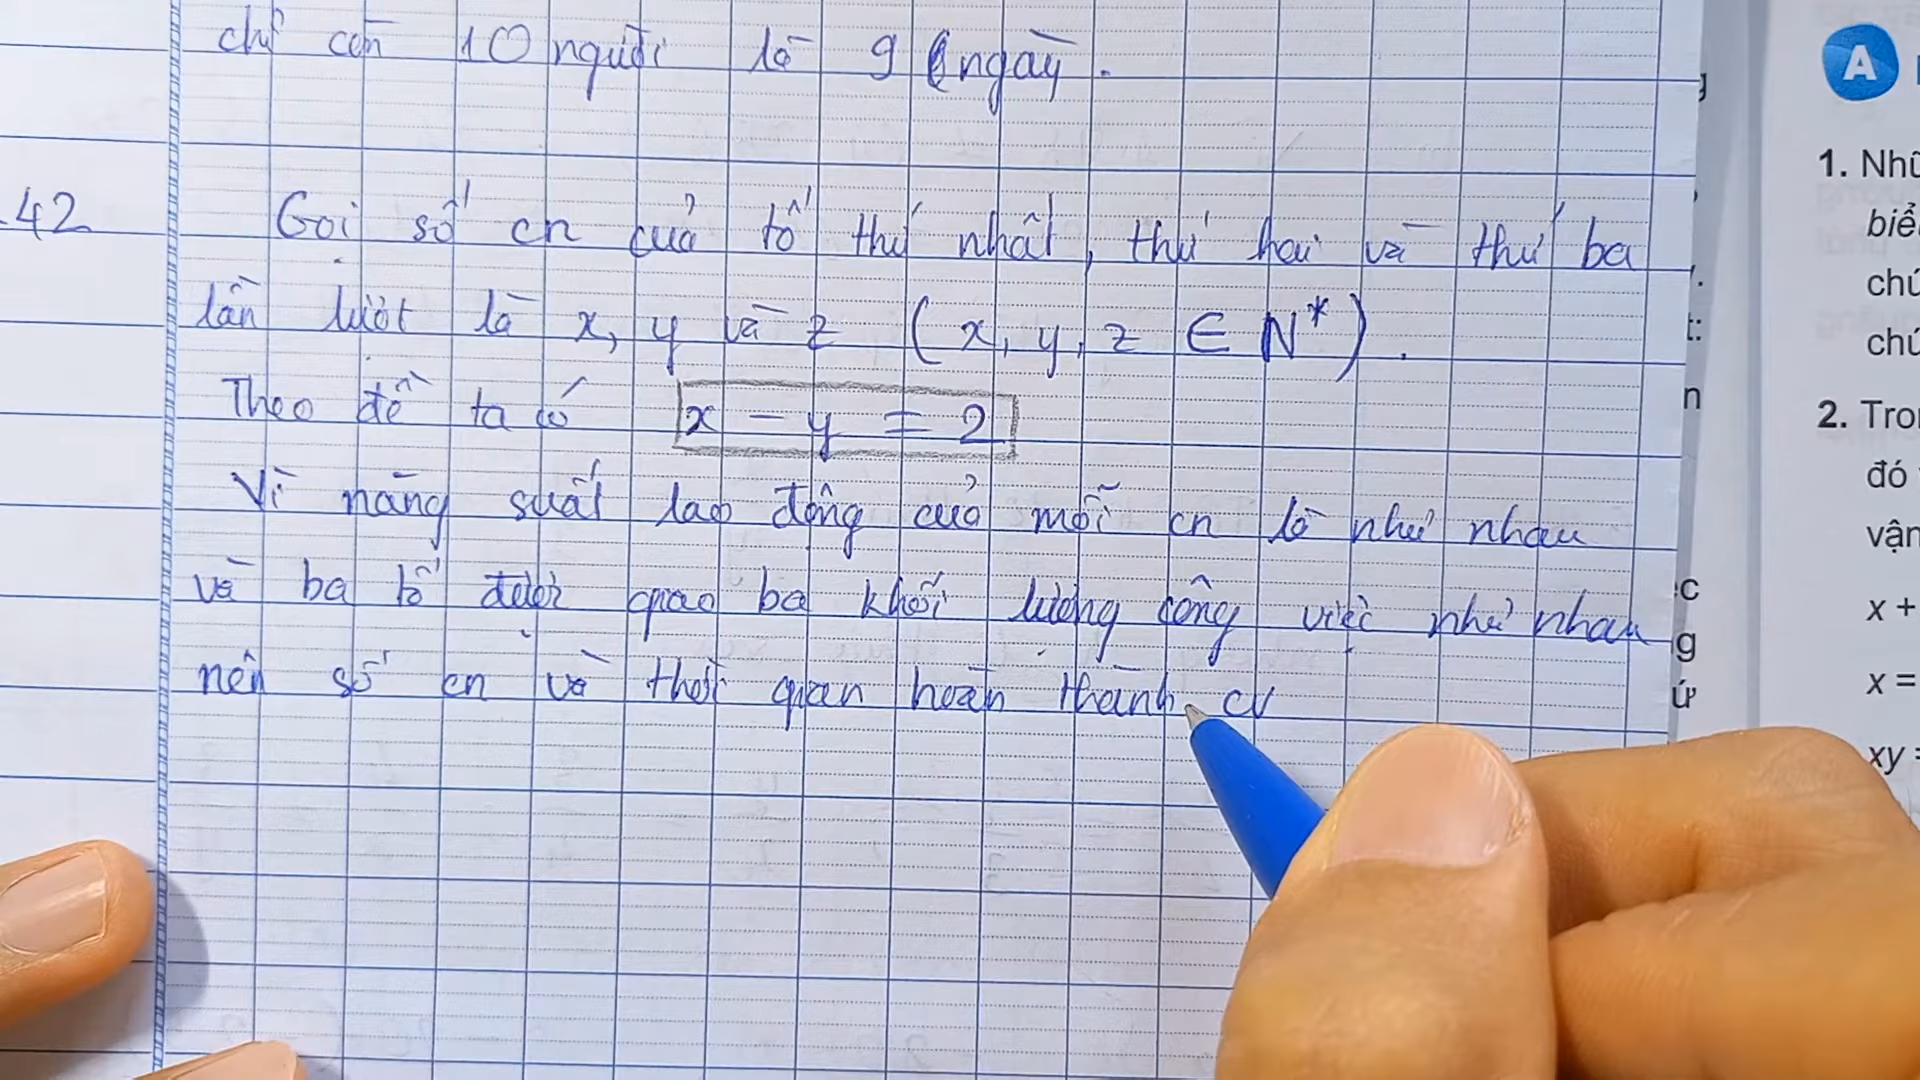 chỉ còn 10 người là 9 ngày.
.42 Gọi số cn của tổ thứ nhất, thứ hai và thứ ba
lần lượt là x, y và z (x, y, z ∈ N*).
Theo đề ta có x - y = 2
Vì năng suất lao động của mỗi cn là như nhau
và ba tổ được giao ba khối lượng công việc như nhau
nên số cn và thời gian hoàn thành cv
g
.
t:
n
c
g
ứ
A
1. Nhữ
biể
chú
chú
2. Tro
đó
vận
x +
x =
xy =